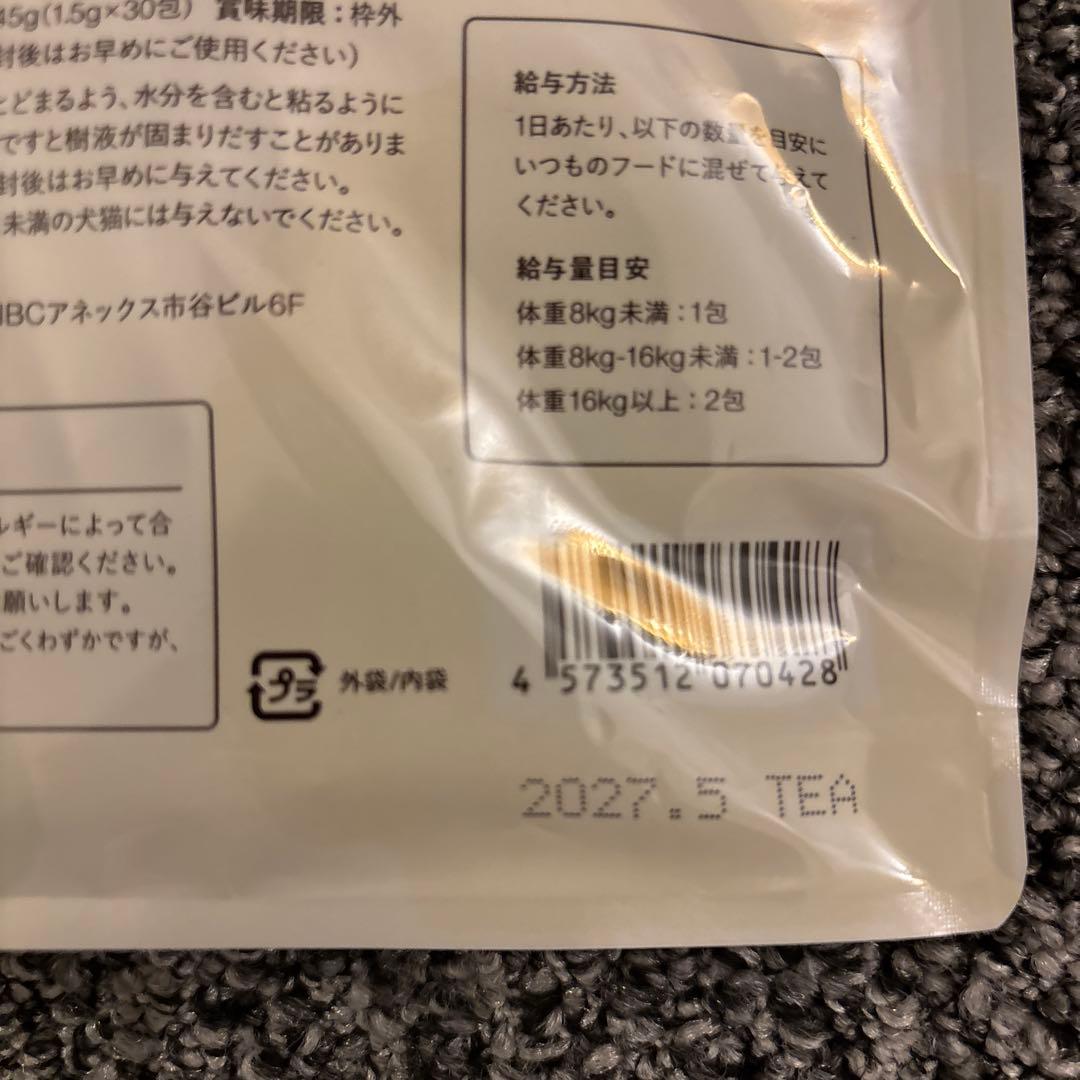 45g(1.5g×30包) 賞味期限：枠外
封後はお早めにご使用ください)
とどまるよう、水分を含むと粘るように
ですと樹液が固まりだすことがありま
封後はお早めに与えてください。
未満の犬猫には与えないでください。
NBCアネックス市谷ビル6F
給与方法
1日あたり、以下の数量を目安に
いつものフードに混ぜて与えて
ください。
給与量目安
体重8kg未満：1包
体重8kg-16kg未満：1-2包
体重16kg以上：2包
ルギーによって合
ご確認ください。
願いします。
ごくわずかですが、
プラ 外袋/内袋
4 573512 070428
2027.5 TEA